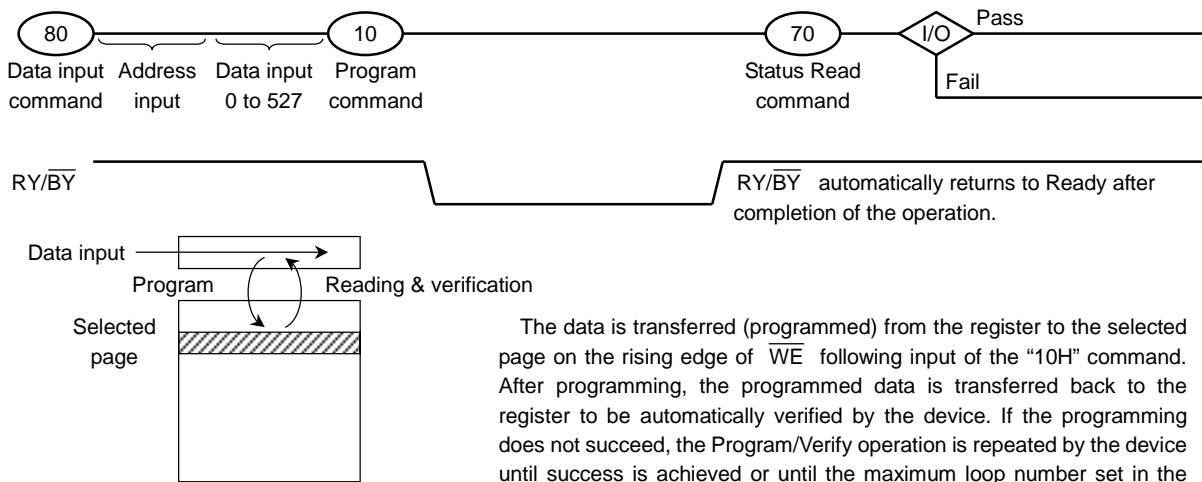 80
10
70
I/O
Pass
Data input command
Address input
Data input 0 to 527
Program command
Status Read command
Fail
RY/BY
RY/BY automatically returns to Ready after
completion of the operation.
Data input
Program
Reading & verification
Selected
page
The data is transferred (programmed) from the register to the selected
page on the rising edge of WE following input of the “10H” command.
After programming, the programmed data is transferred back to the
register to be automatically verified by the device. If the programming
does not succeed, the Program/Verify operation is repeated by the device
until success is achieved or until the maximum loop number set in the